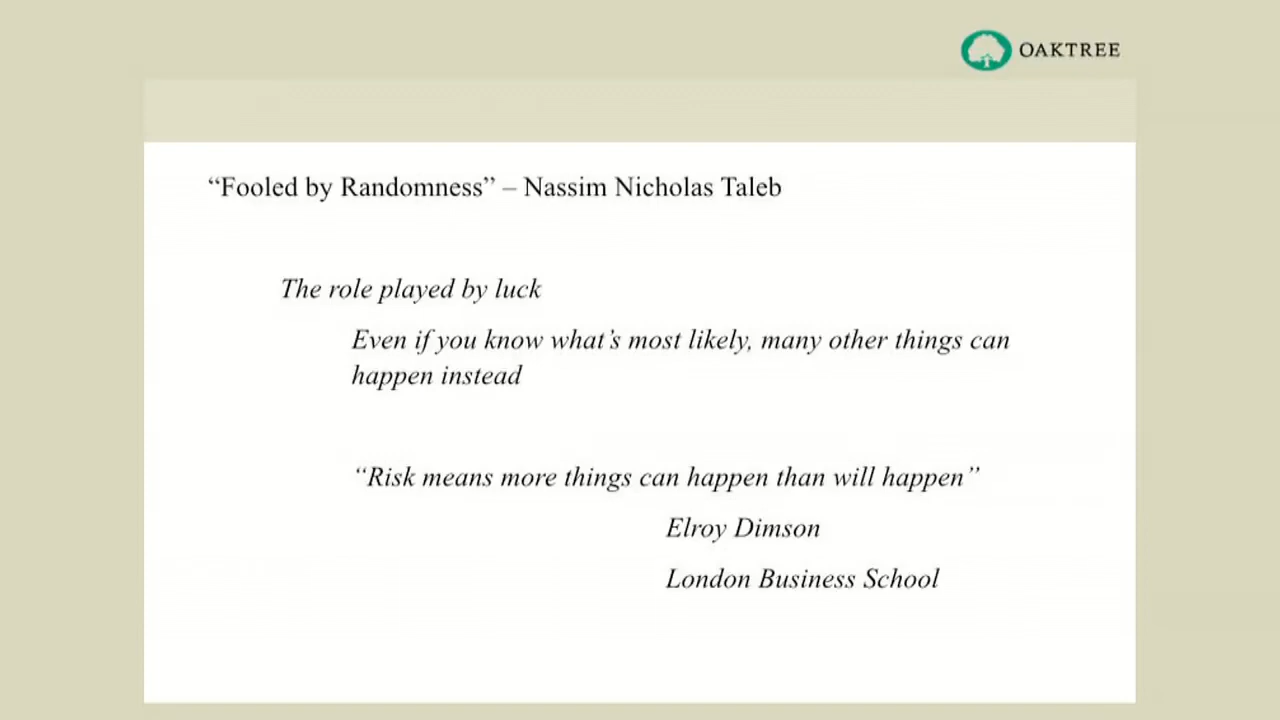 OAKTREE
“Fooled by Randomness” – Nassim Nicholas Taleb
The role played by luck
Even if you know what’s most likely, many other things can
happen instead
“Risk means more things can happen than will happen”
Elroy Dimson
London Business School